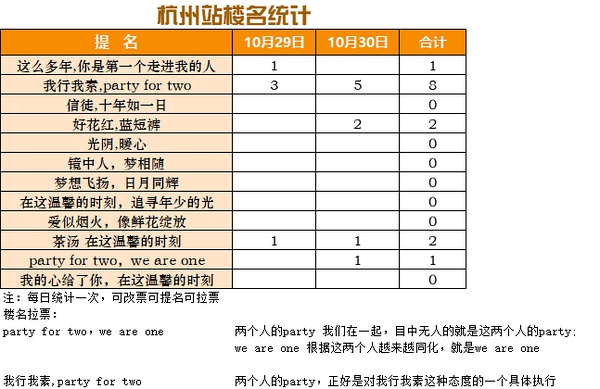 杭州站楼名统计
提 名 10月29日 10月30日 合计
这么多年,你是第一个走进我的人 1 1
我行我素,party for two 3 5 8
信徒,十年如一日 0
好花红,蓝短裤 2 2
光阴,暖心 0
镜中人，梦相随 0
梦想飞扬，日月同辉 0
在这温馨的时刻，追寻年少的光 0
爱似烟火，像鲜花绽放 0
茶汤 在这温馨的时刻 1 1 2
party for two，we are one 1 1
我的心给了你，在这温馨的时刻 0
注：每日统计一次，可改票可提名可拉票
楼名拉票：
party for two，we are one 两个人的party 我们在一起，目中无人的就是这两个人的party;
we are one 根据这两个人越来越同化，就是we are one
我行我素,party for two 两个人的party，正好是对我行我素这种态度的一个具体执行